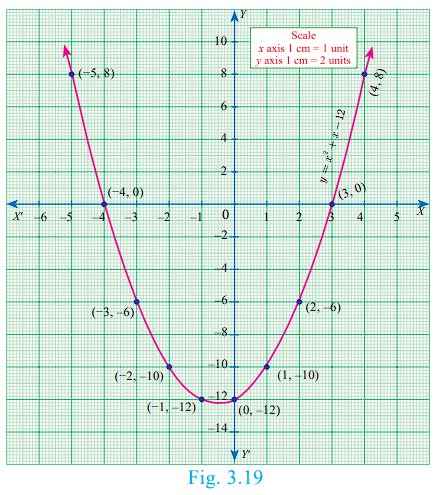 Y
Scale
x axis 1 cm = 1 unit
y axis 1 cm = 2 units
10
8
(−5, 8)
(4, 8)
6
4
y = x² + x − 12
2
(−4, 0)
(3, 0)
X′ −6 −5 −4 −3 −2 −1 0 1 2 3 4 5 X
−2
−4
−6
(−3, −6)
(2, −6)
−8
−10
(−2, −10)
(1, −10)
−12
(−1, −12)
(0, −12)
−14
Y′
Fig. 3.19